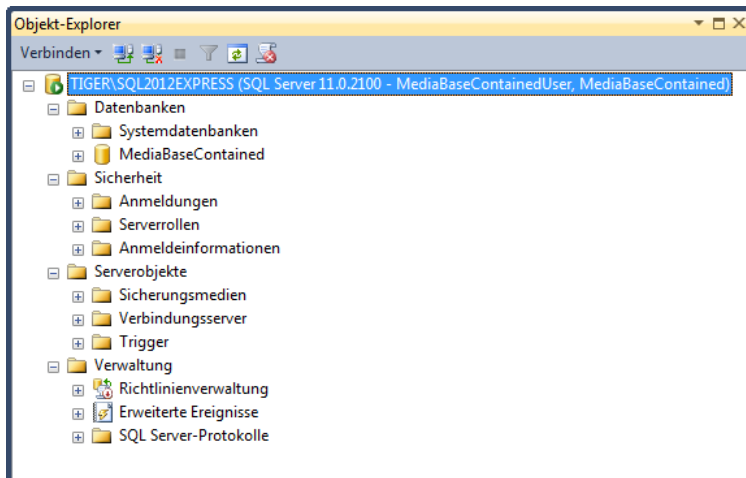 Objekt-Explorer
Verbinden
TIGER\SQL2012EXPRESS (SQL Server 11.0.2100 - MediaBaseContainedUser, MediaBaseContained)
Datenbanken
Systemdatenbanken
MediaBaseContained
Sicherheit
Anmeldungen
Serverrollen
Anmeldeinformationen
Serverobjekte
Sicherungsmedien
Verbindungsserver
Trigger
Verwaltung
Richtlinienverwaltung
Erweiterte Ereignisse
SQL Server-Protokolle